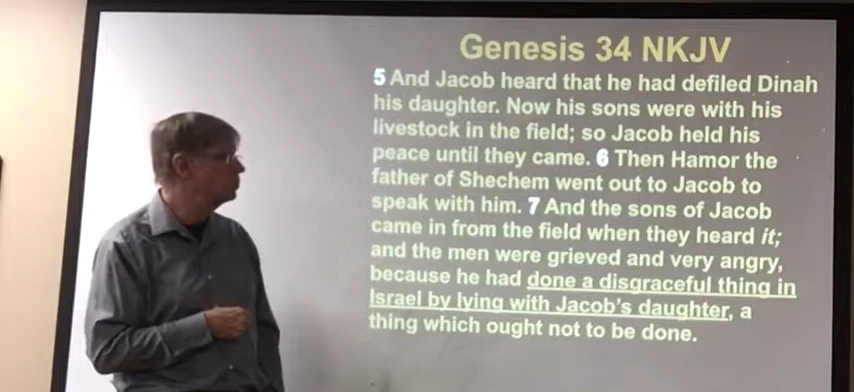 Genesis 34 NKJV
5 And Jacob heard that he had defiled Dinah
his daughter. Now his sons were with his
livestock in the field; so Jacob held his
peace until they came. 6 Then Hamor the
father of Shechem went out to Jacob to
speak with him. 7 And the sons of Jacob
came in from the field when they heard it;
and the men were grieved and very angry,
because he had done a disgraceful thing in
Israel by lying with Jacob's daughter, a
thing which ought not to be done.